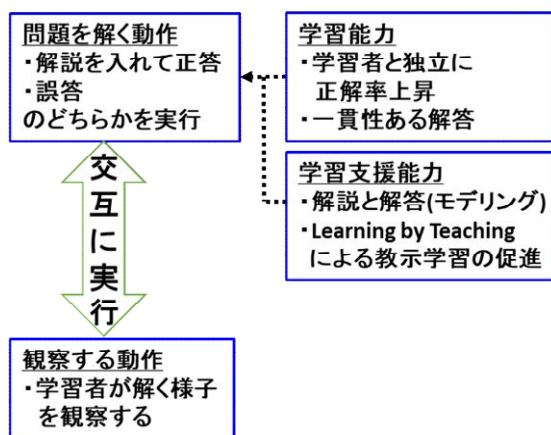 問題を解く動作
・解説を入れて正答
・誤答
のどちらかを実行
交互に実行
観察する動作
・学習者が解く様子
を観察する
学習能力
・学習者と独立に
正解率上昇
・一貫性ある解答
学習支援能力
・解説と解答(モデリング)
・Learning by Teaching
による教示学習の促進